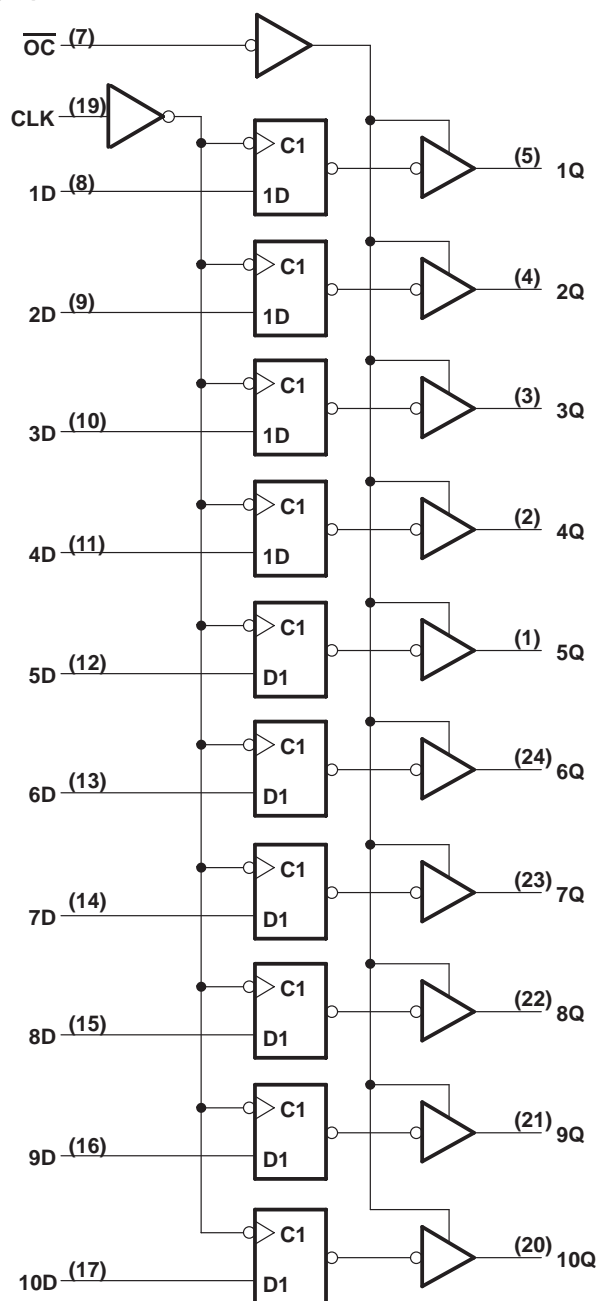 O̅C̅ (7)
CLK (19)
C1
1D (8) 1D (5) 1Q
C1
2D (9) 1D (4) 2Q
C1
3D (10) 1D (3) 3Q
C1
4D (11) 1D (2) 4Q
C1
5D (12) D1 (1) 5Q
C1
6D (13) D1 (24) 6Q
C1
7D (14) D1 (23) 7Q
C1
8D (15) D1 (22) 8Q
C1
9D (16) D1 (21) 9Q
C1
10D (17) D1 (20) 10Q